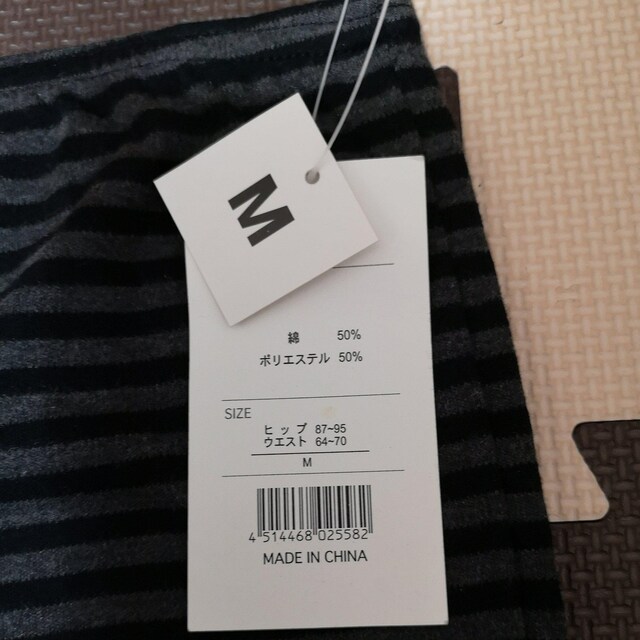 M
綿 50%
ポリエステル 50%
SIZE
ヒップ 87~95
ウエスト 64~70
M
4 514468 025582
MADE IN CHINA